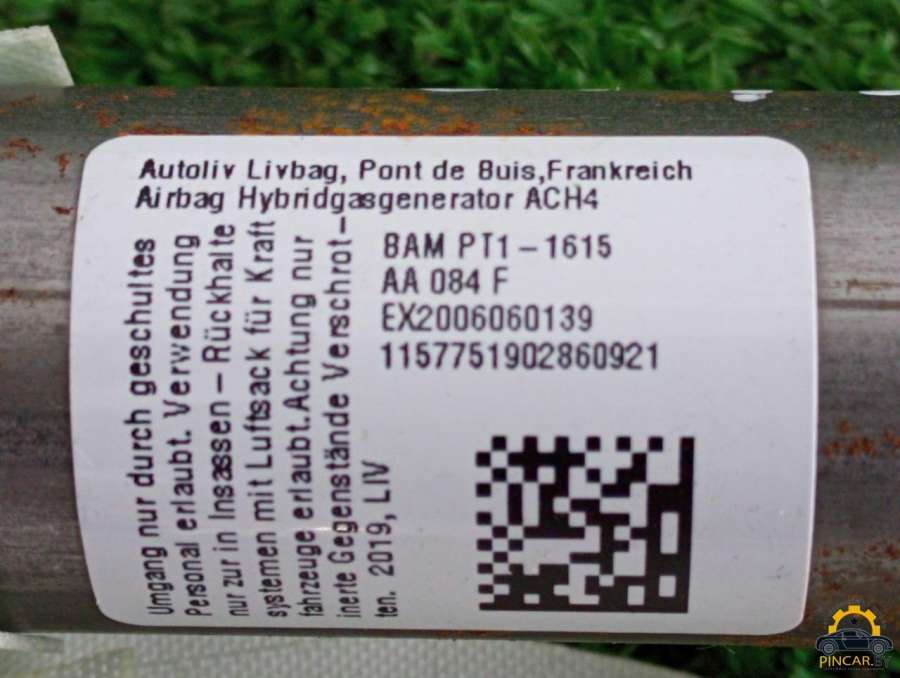 Autoliv Livbag, Pont de Buis,Frankreich
Airbag Hybridgasgenerator ACH4
BAM PT1-1615
AA 084 F
EX2006060139
1157751902860921
Umgang nur durch geschultes
Personal erlaubt. Verwendung
nur zur in Insassen-Rückhalte
systemen mit Luftsack für Kraft
fahrzeuge erlaubt.Achtung nur
inerte Gegenstände Verschrot-
ten. 2019, LIV
PINCAR.BY